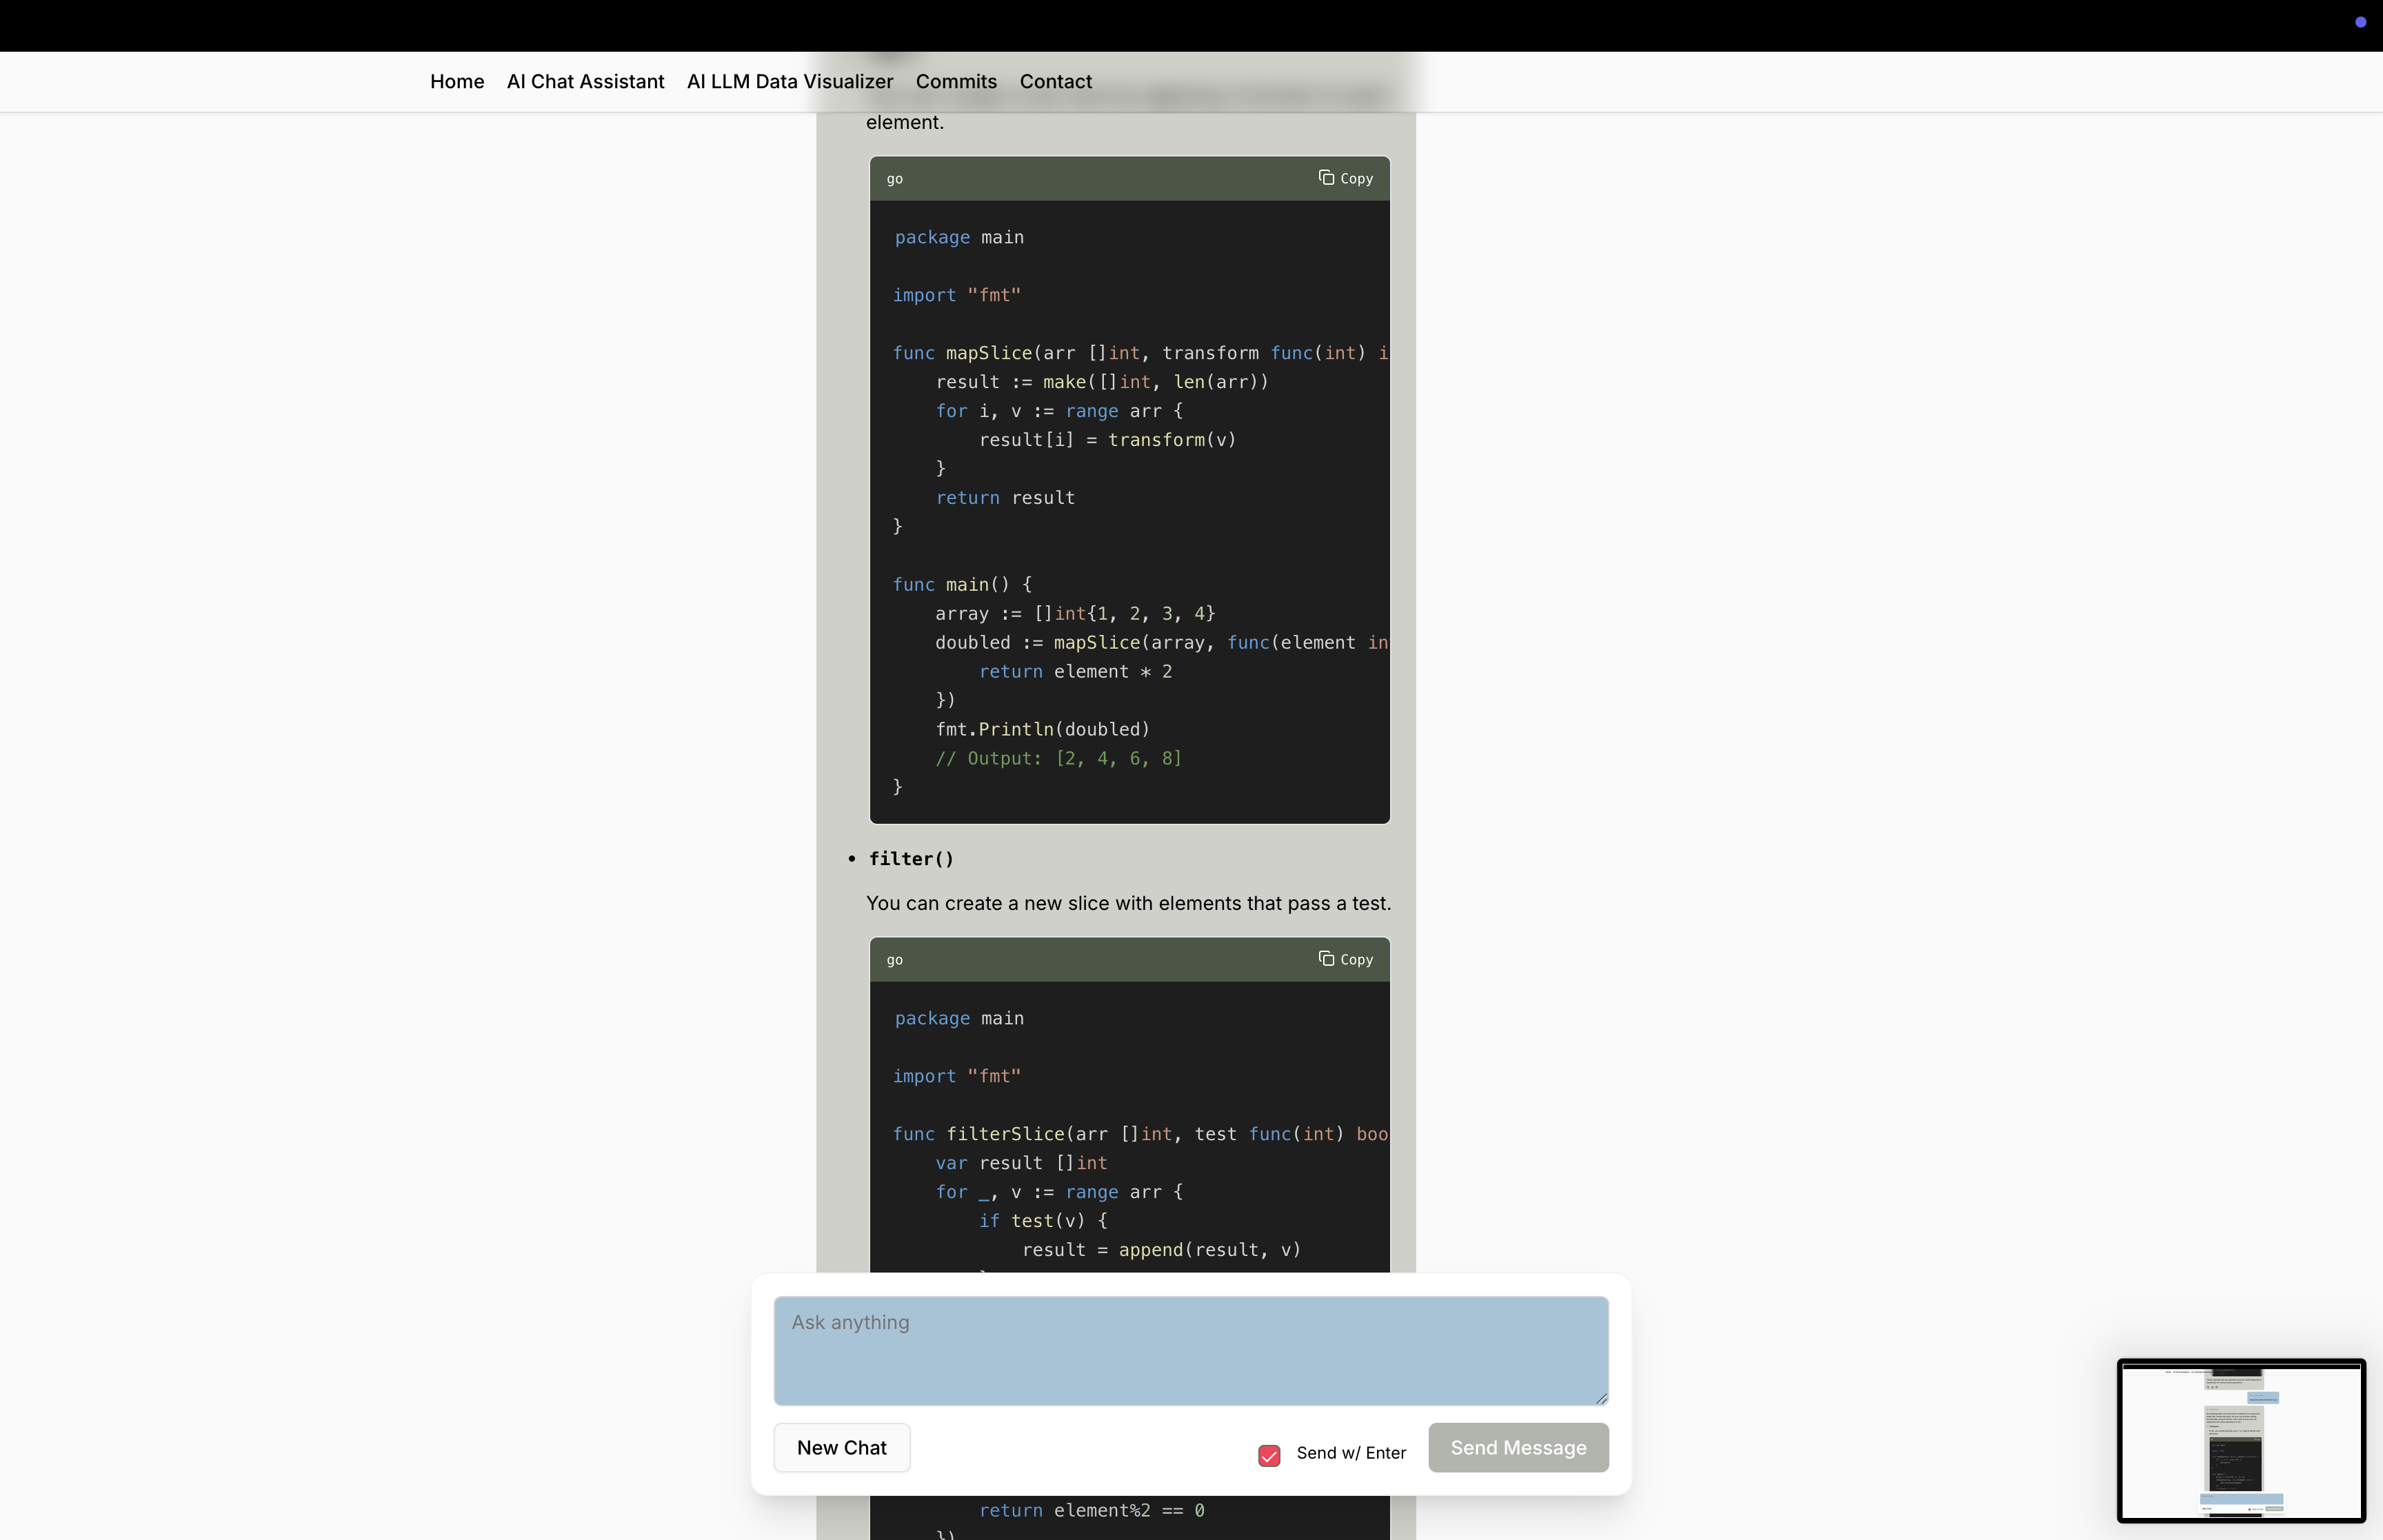 Home AI Chat Assistant AI LLM Data Visualizer Commits Contact
element.
go Copy
package main
import "fmt"
func mapSlice(arr []int, transform func(int) i
    result := make([]int, len(arr))
    for i, v := range arr {
        result[i] = transform(v)
    }
    return result
}
func main() {
    array := []int{1, 2, 3, 4}
    doubled := mapSlice(array, func(element in
        return element * 2
    })
    fmt.Println(doubled)
    // Output: [2, 4, 6, 8]
}
• filter()
You can create a new slice with elements that pass a test.
go Copy
package main
import "fmt"
func filterSlice(arr []int, test func(int) boo
    var result []int
    for _, v := range arr {
        if test(v) {
            result = append(result, v)
Ask anything
New Chat Send w/ Enter Send Message
        return element%2 == 0
    })